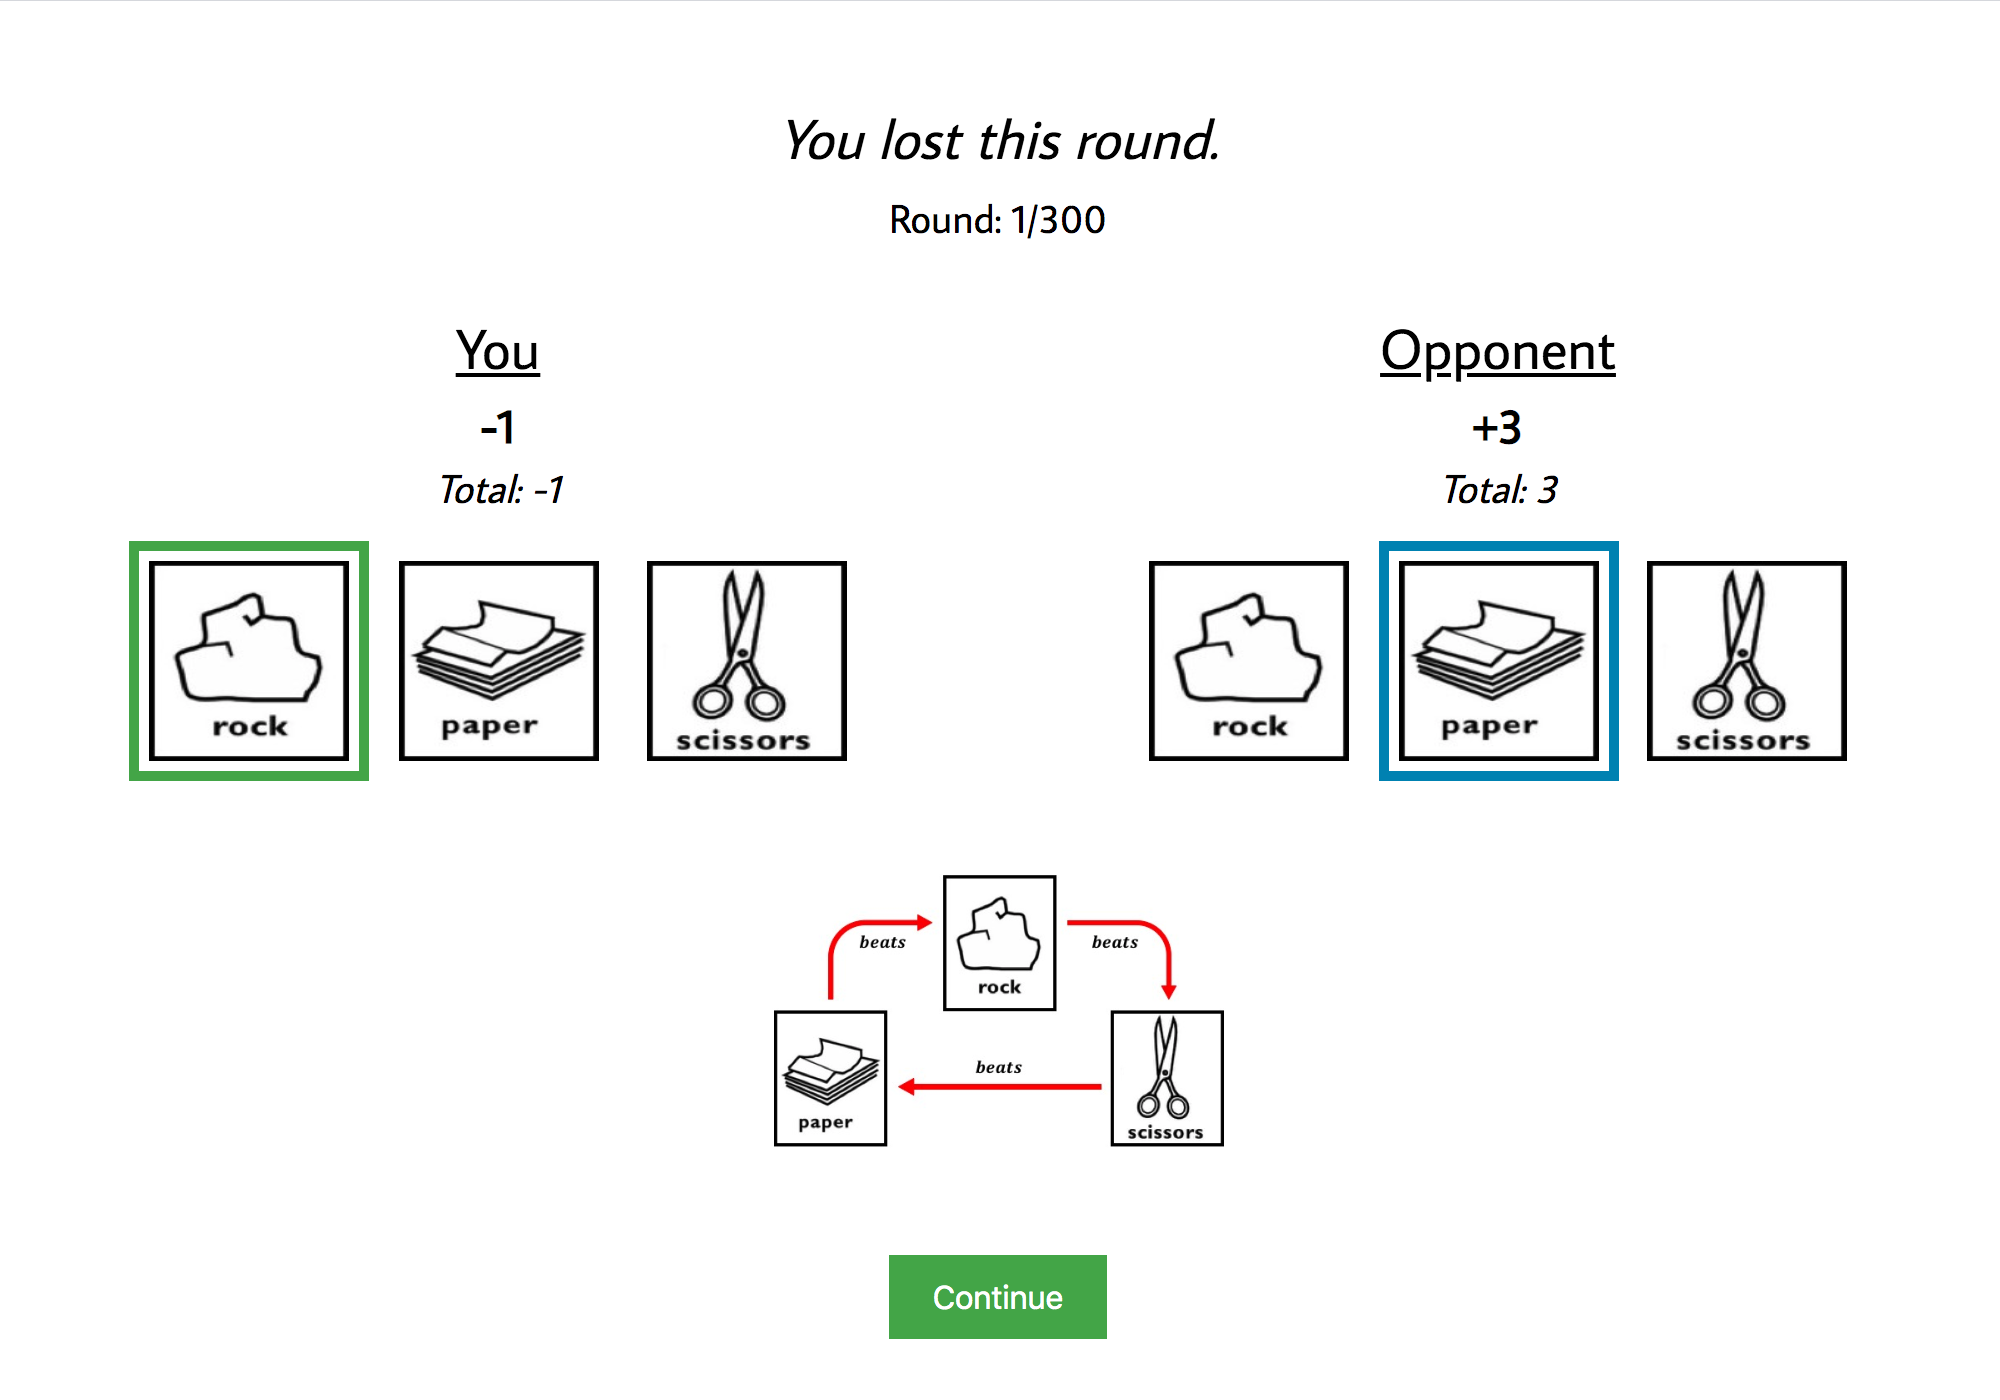 You lost this round.
Round: 1/300
You
Opponent
-1
+3
Total: -1
Total: 3
rock
paper
scissors
rock
paper
scissors
beats
beats
rock
beats
paper
scissors
Continue